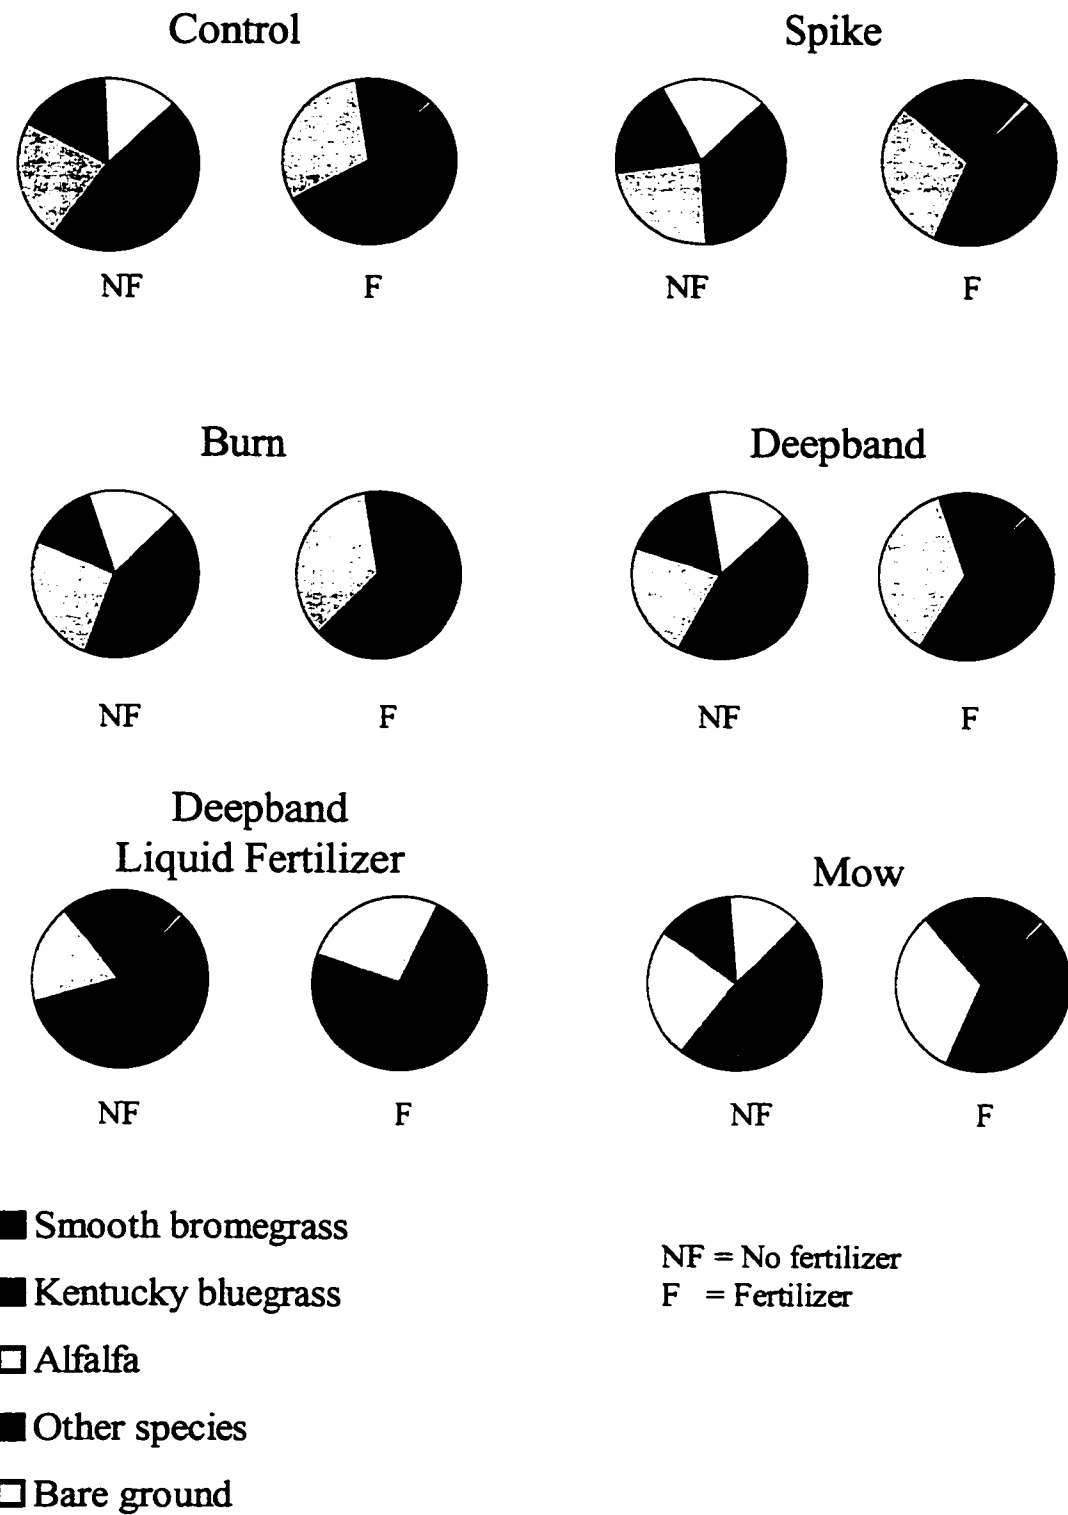 Control
Spike
NF
F
NF
F
Burn
Deepband
NF
F
NF
F
Deepband
Liquid Fertilizer
Mow
NF
F
NF
F
Smooth bromegrass
Kentucky bluegrass
Alfalfa
Other species
Bare ground
NF = No fertilizer
F = Fertilizer